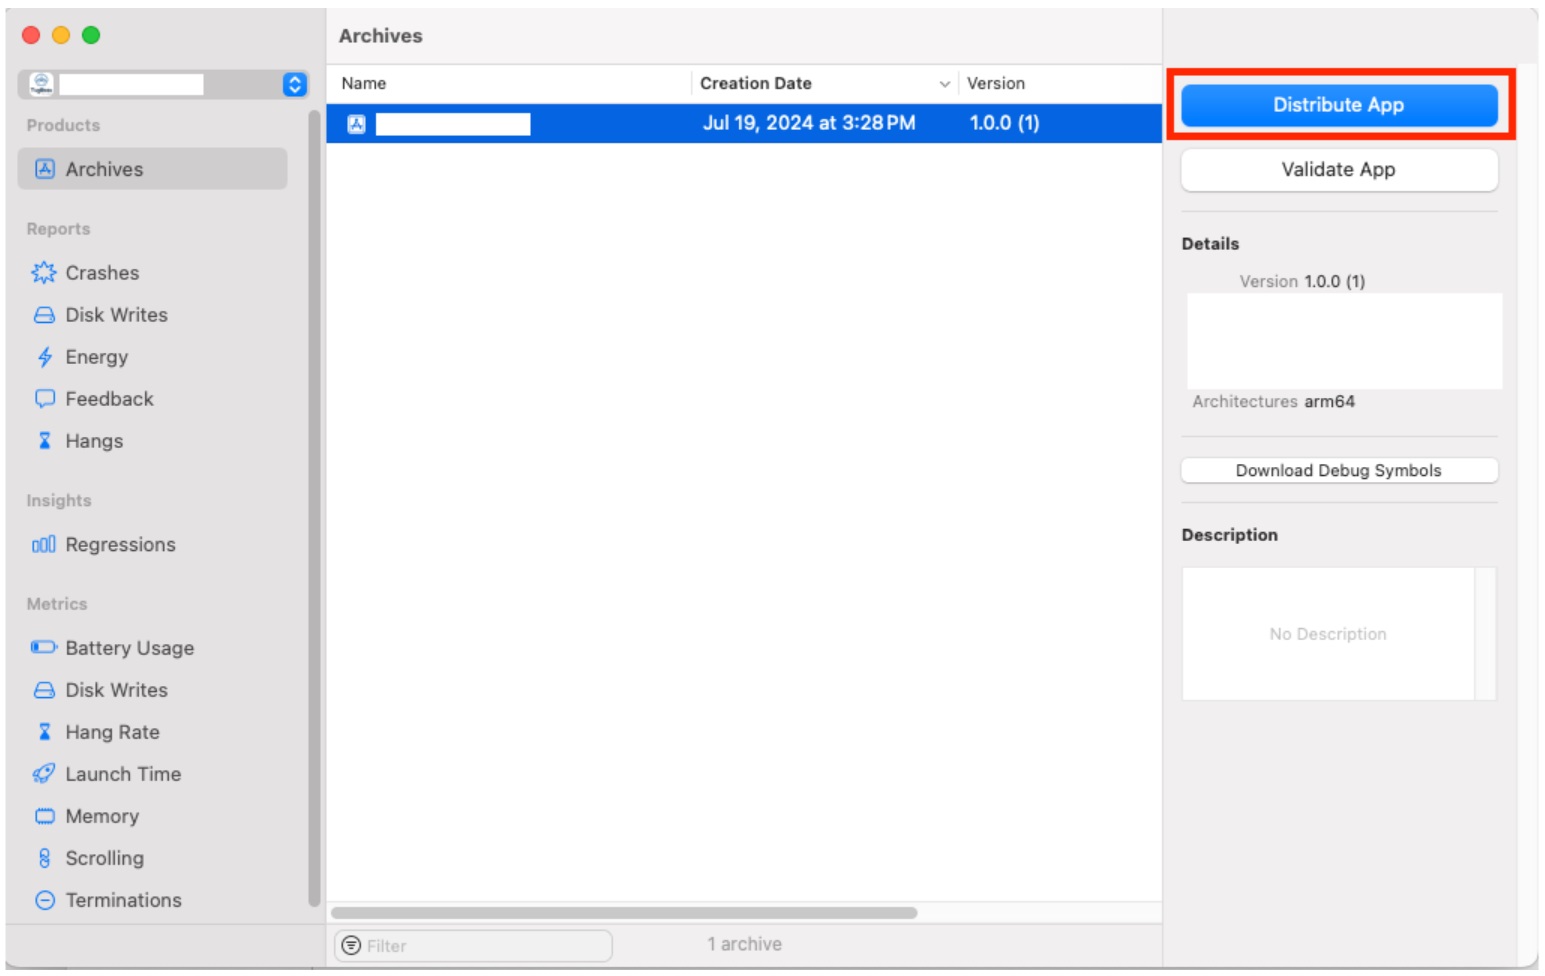 Archives
Name
Creation Date
Version
Products
Jul 19, 2024 at 3:28 PM
1.0.0 (1)
Archives
Reports
Crashes
Disk Writes
Energy
Feedback
Hangs
Insights
Regressions
Metrics
Battery Usage
Disk Writes
Hang Rate
Launch Time
Memory
Scrolling
Terminations
Filter
1 archive
Distribute App
Validate App
Details
Version 1.0.0 (1)
Architectures arm64
Download Debug Symbols
Description
No Description